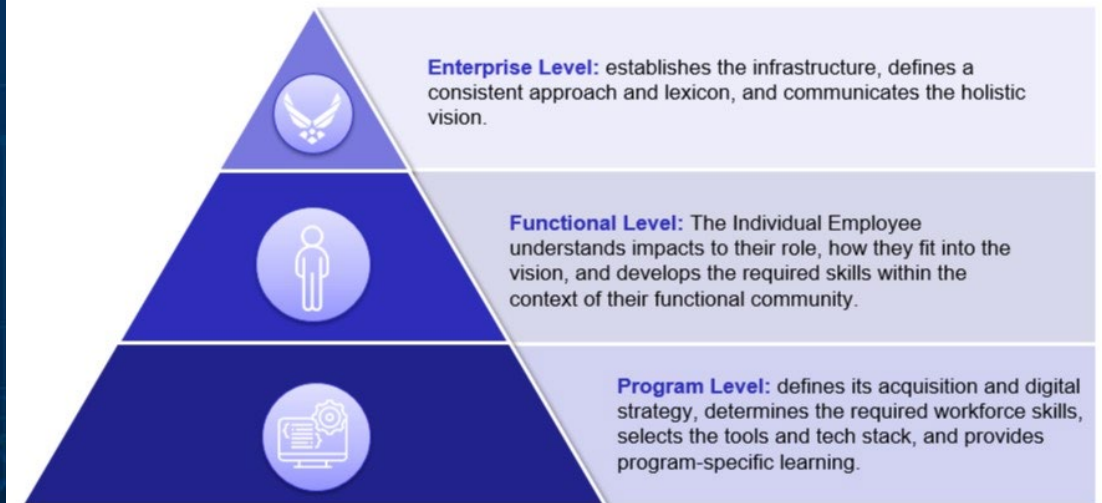 Enterprise Level: establishes the infrastructure, defines a
consistent approach and lexicon, and communicates the holistic
vision.
Functional Level: The Individual Employee
understands impacts to their role, how they fit into the
vision, and develops the required skills within the
context of their functional community.
Program Level: defines its acquisition and digital
strategy, determines the required workforce skills,
selects the tools and tech stack, and provides
program-specific learning.